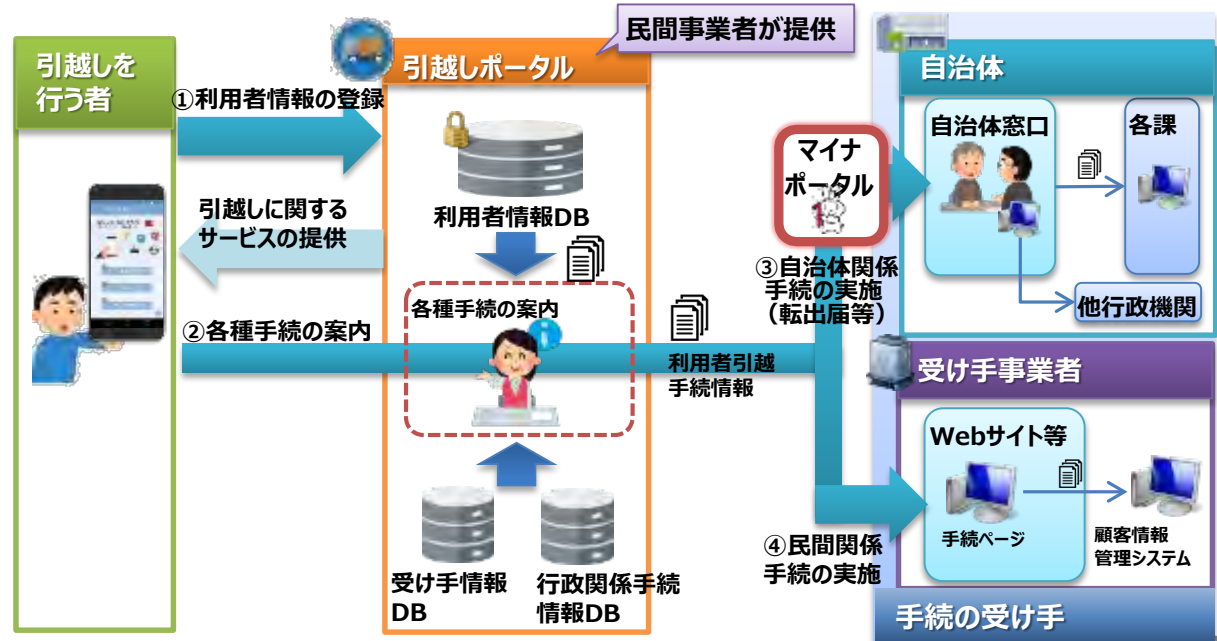 民間事業者が提供
引越しを
行う者
引越しポータル
自治体
①利用者情報の登録
自治体窓口
各課
マイナ
ポータル
利用者情報DB
引越しに関する
サービスの提供
③自治体関係
手続の実施
（転出届等）
他行政機関
各種手続の案内
②各種手続の案内
利用者引越
手続情報
受け手事業者
Webサイト等
手続ページ
顧客情報
管理システム
④民間関係
手続の実施
受け手情報
DB
行政関係手続
情報DB
手続の受け手